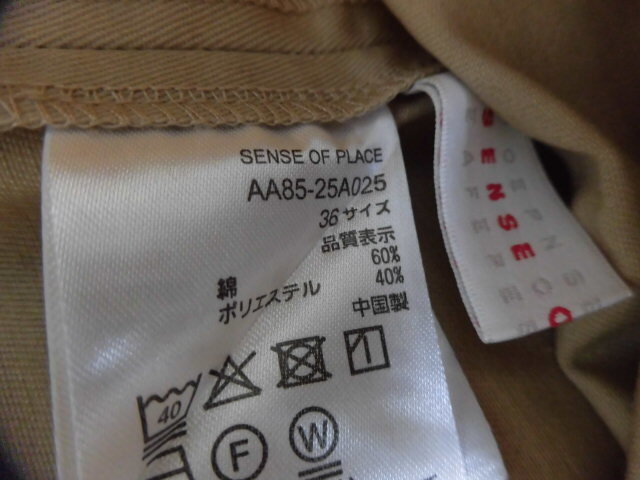 SENSE OF PLACE
AA85-25A025
36サイズ
品質表示
綿 60%
ポリエステル 40%
中国製
40
F
W
SENSE O